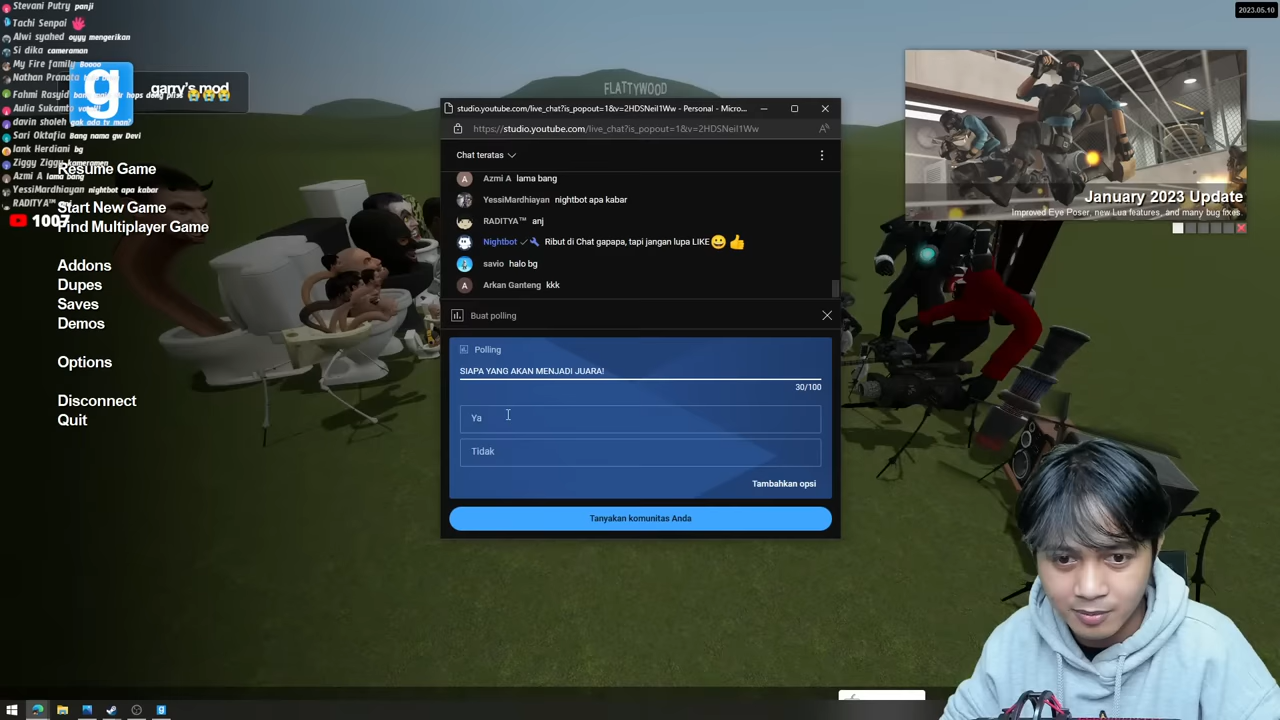 Stevani Putry panji
Tachi Senpai
Alwi syahed oyyy mengerikan
Si dika cameraman
My Fire family Boooo
Nathan Pranata
Fahmi Rasyid
Aulia Sukamto
davin sholeh gak ada tv man?
Sari Oktafia Bang nama gw Devi
Iank Herdiani bg
Ziggy Ziggy kameramen
Azmi A lama bang
YessiMardhiayan nightbot apa kabar
RADITYA™
1007
g
garry's mod
Resume Game
Start New Game
Find Multiplayer Game
Addons
Dupes
Saves
Demos
Options
Disconnect
Quit
FLATTYWOOD
studio.youtube.com/live_chat?is_popout=1&v=2HDSNeil1Ww - Personal - Micro...
https://studio.youtube.com/live_chat?is_popout=1&v=2HDSNeil1Ww
Chat teratas
A Azmi A lama bang
YessiMardhiayan nightbot apa kabar
RADITYA™ anj
Nightbot Ribut di Chat gapapa, tapi jangan lupa LIKE
savio halo bg
A Arkan Ganteng kkk
Buat polling
Polling
SIAPA YANG AKAN MENJADI JUARA!
30/100
Ya
Tidak
Tambahkan opsi
Tanyakan komunitas Anda
2023.05.10
January 2023 Update
Improved Eye Poser, new Lua features, and many bug fixes.